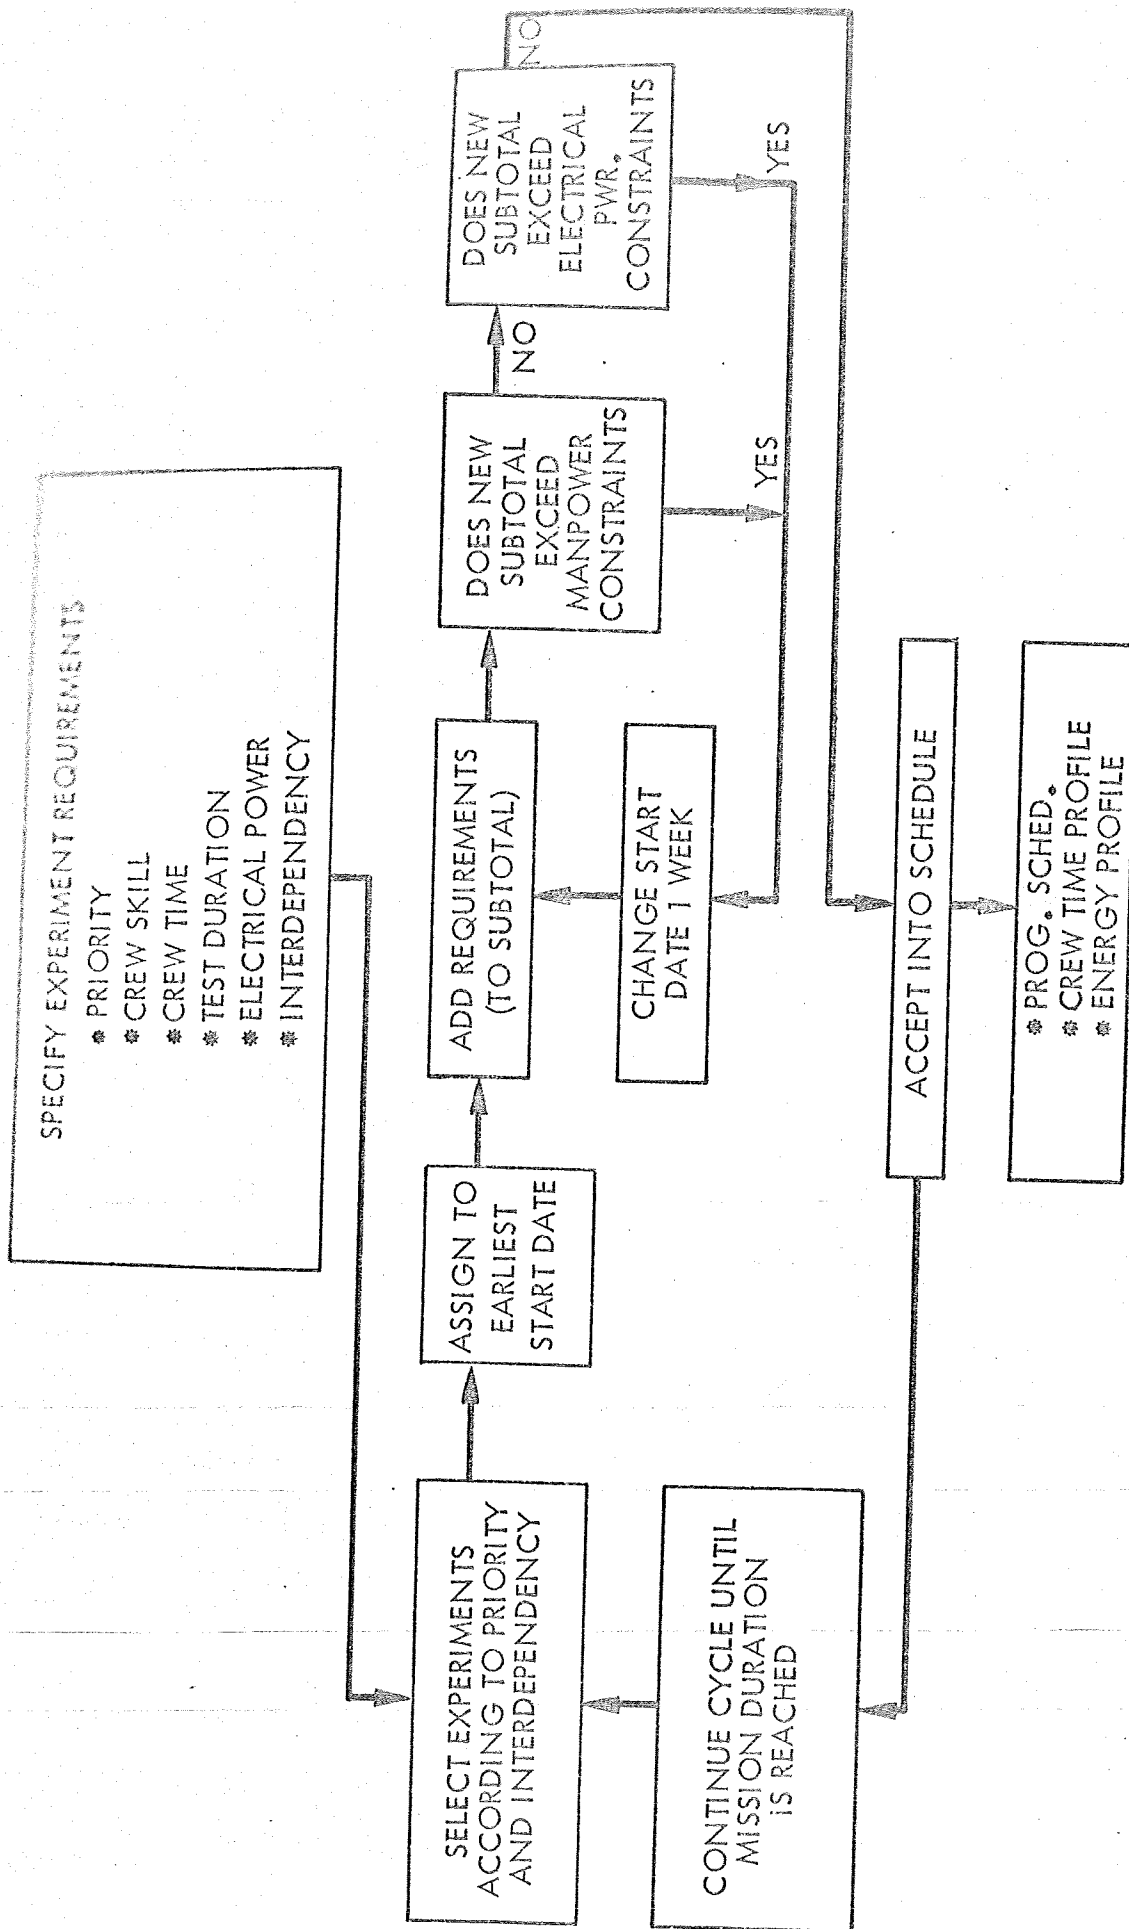 SPECIFY EXPERIMENT REQUIREMENTS
* PRIORITY
* CREW SKILL
* CREW TIME
* TEST DURATION
* ELECTRICAL POWER
* INTERDEPENDENCY
SELECT EXPERIMENTS
ACCORDING TO PRIORITY
AND INTERDEPENDENCY
ASSIGN TO
EARLIEST
START DATE
ADD REQUIREMENTS
(TO SUBTOTAL)
DOES NEW
SUBTOTAL
EXCEED
MANPOWER
CONSTRAINTS
NO
DOES NEW
SUBTOTAL
EXCEED
ELECTRICAL
PWR.
CONSTRAINTS
NO
YES
YES
CHANGE START
DATE 1 WEEK
CONTINUE CYCLE UNTIL
MISSION DURATION
IS REACHED
ACCEPT INTO SCHEDULE
* PROG. SCHED.
* CREW TIME PROFILE
* ENERGY PROFILE